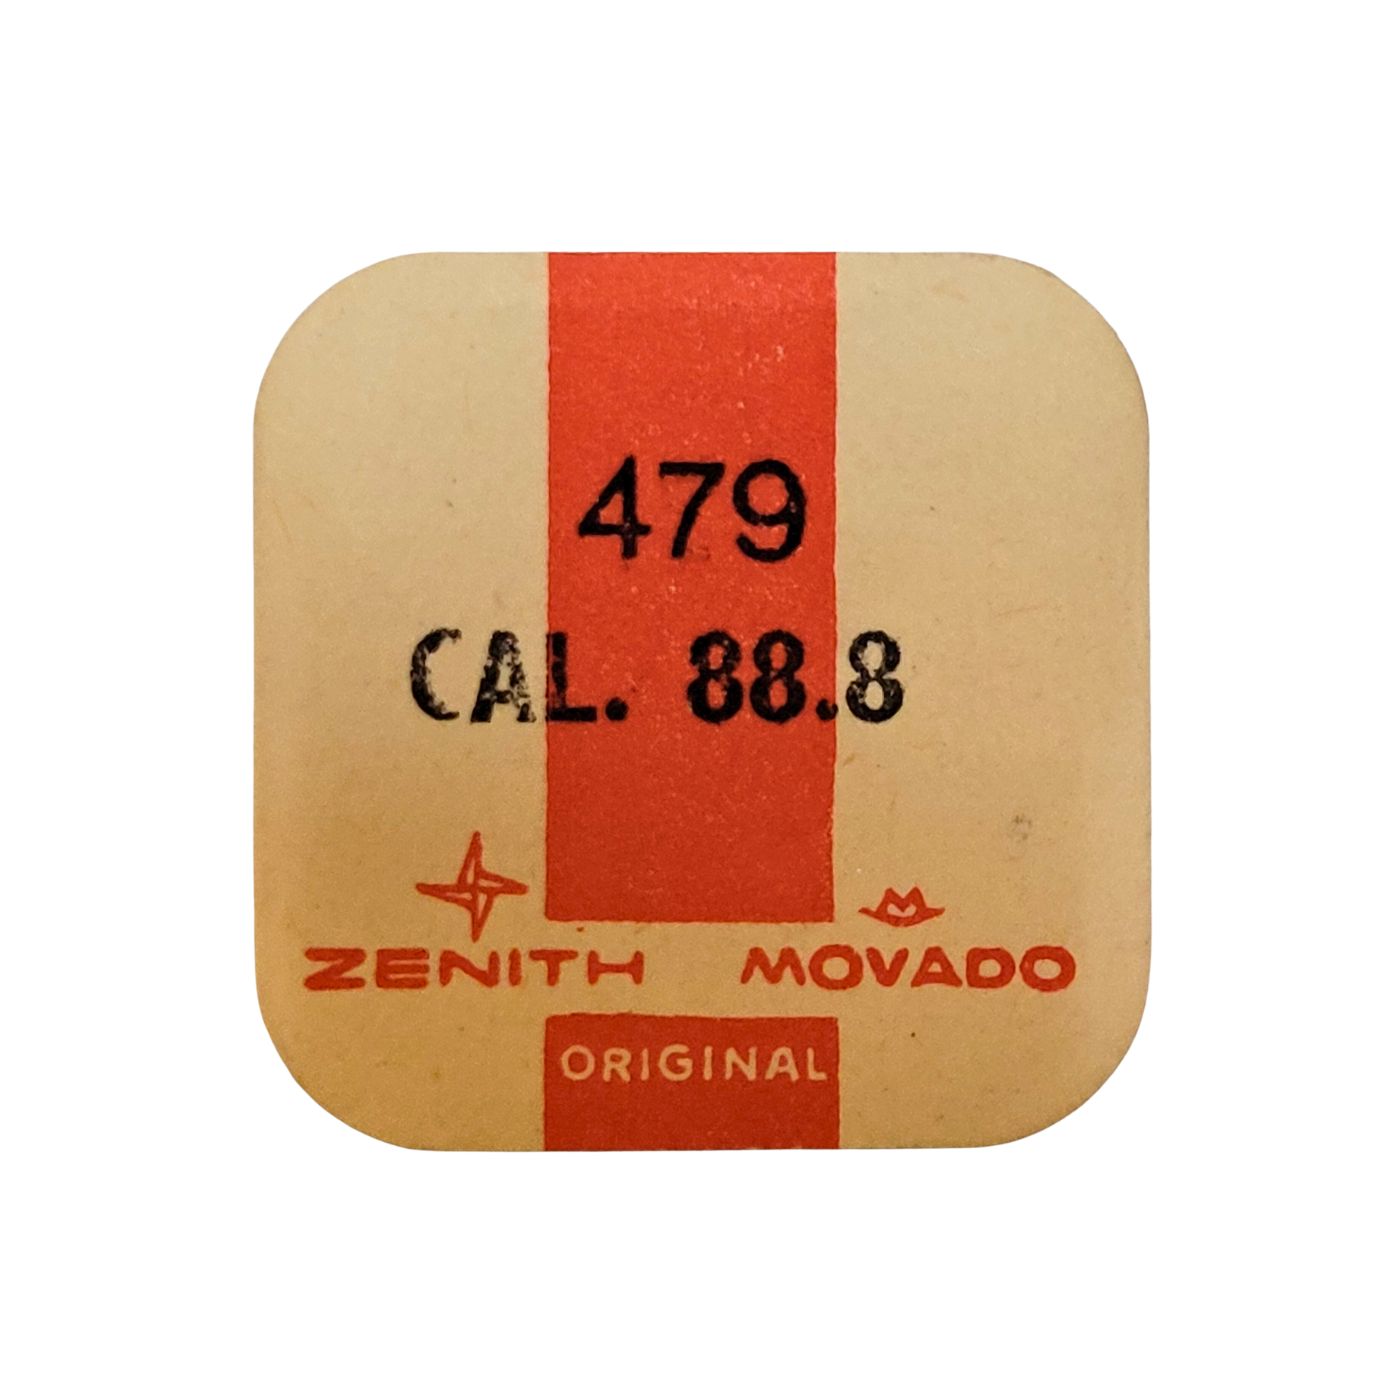 479
CAL. 88.8
ZENITH MOVADO
ORIGINAL